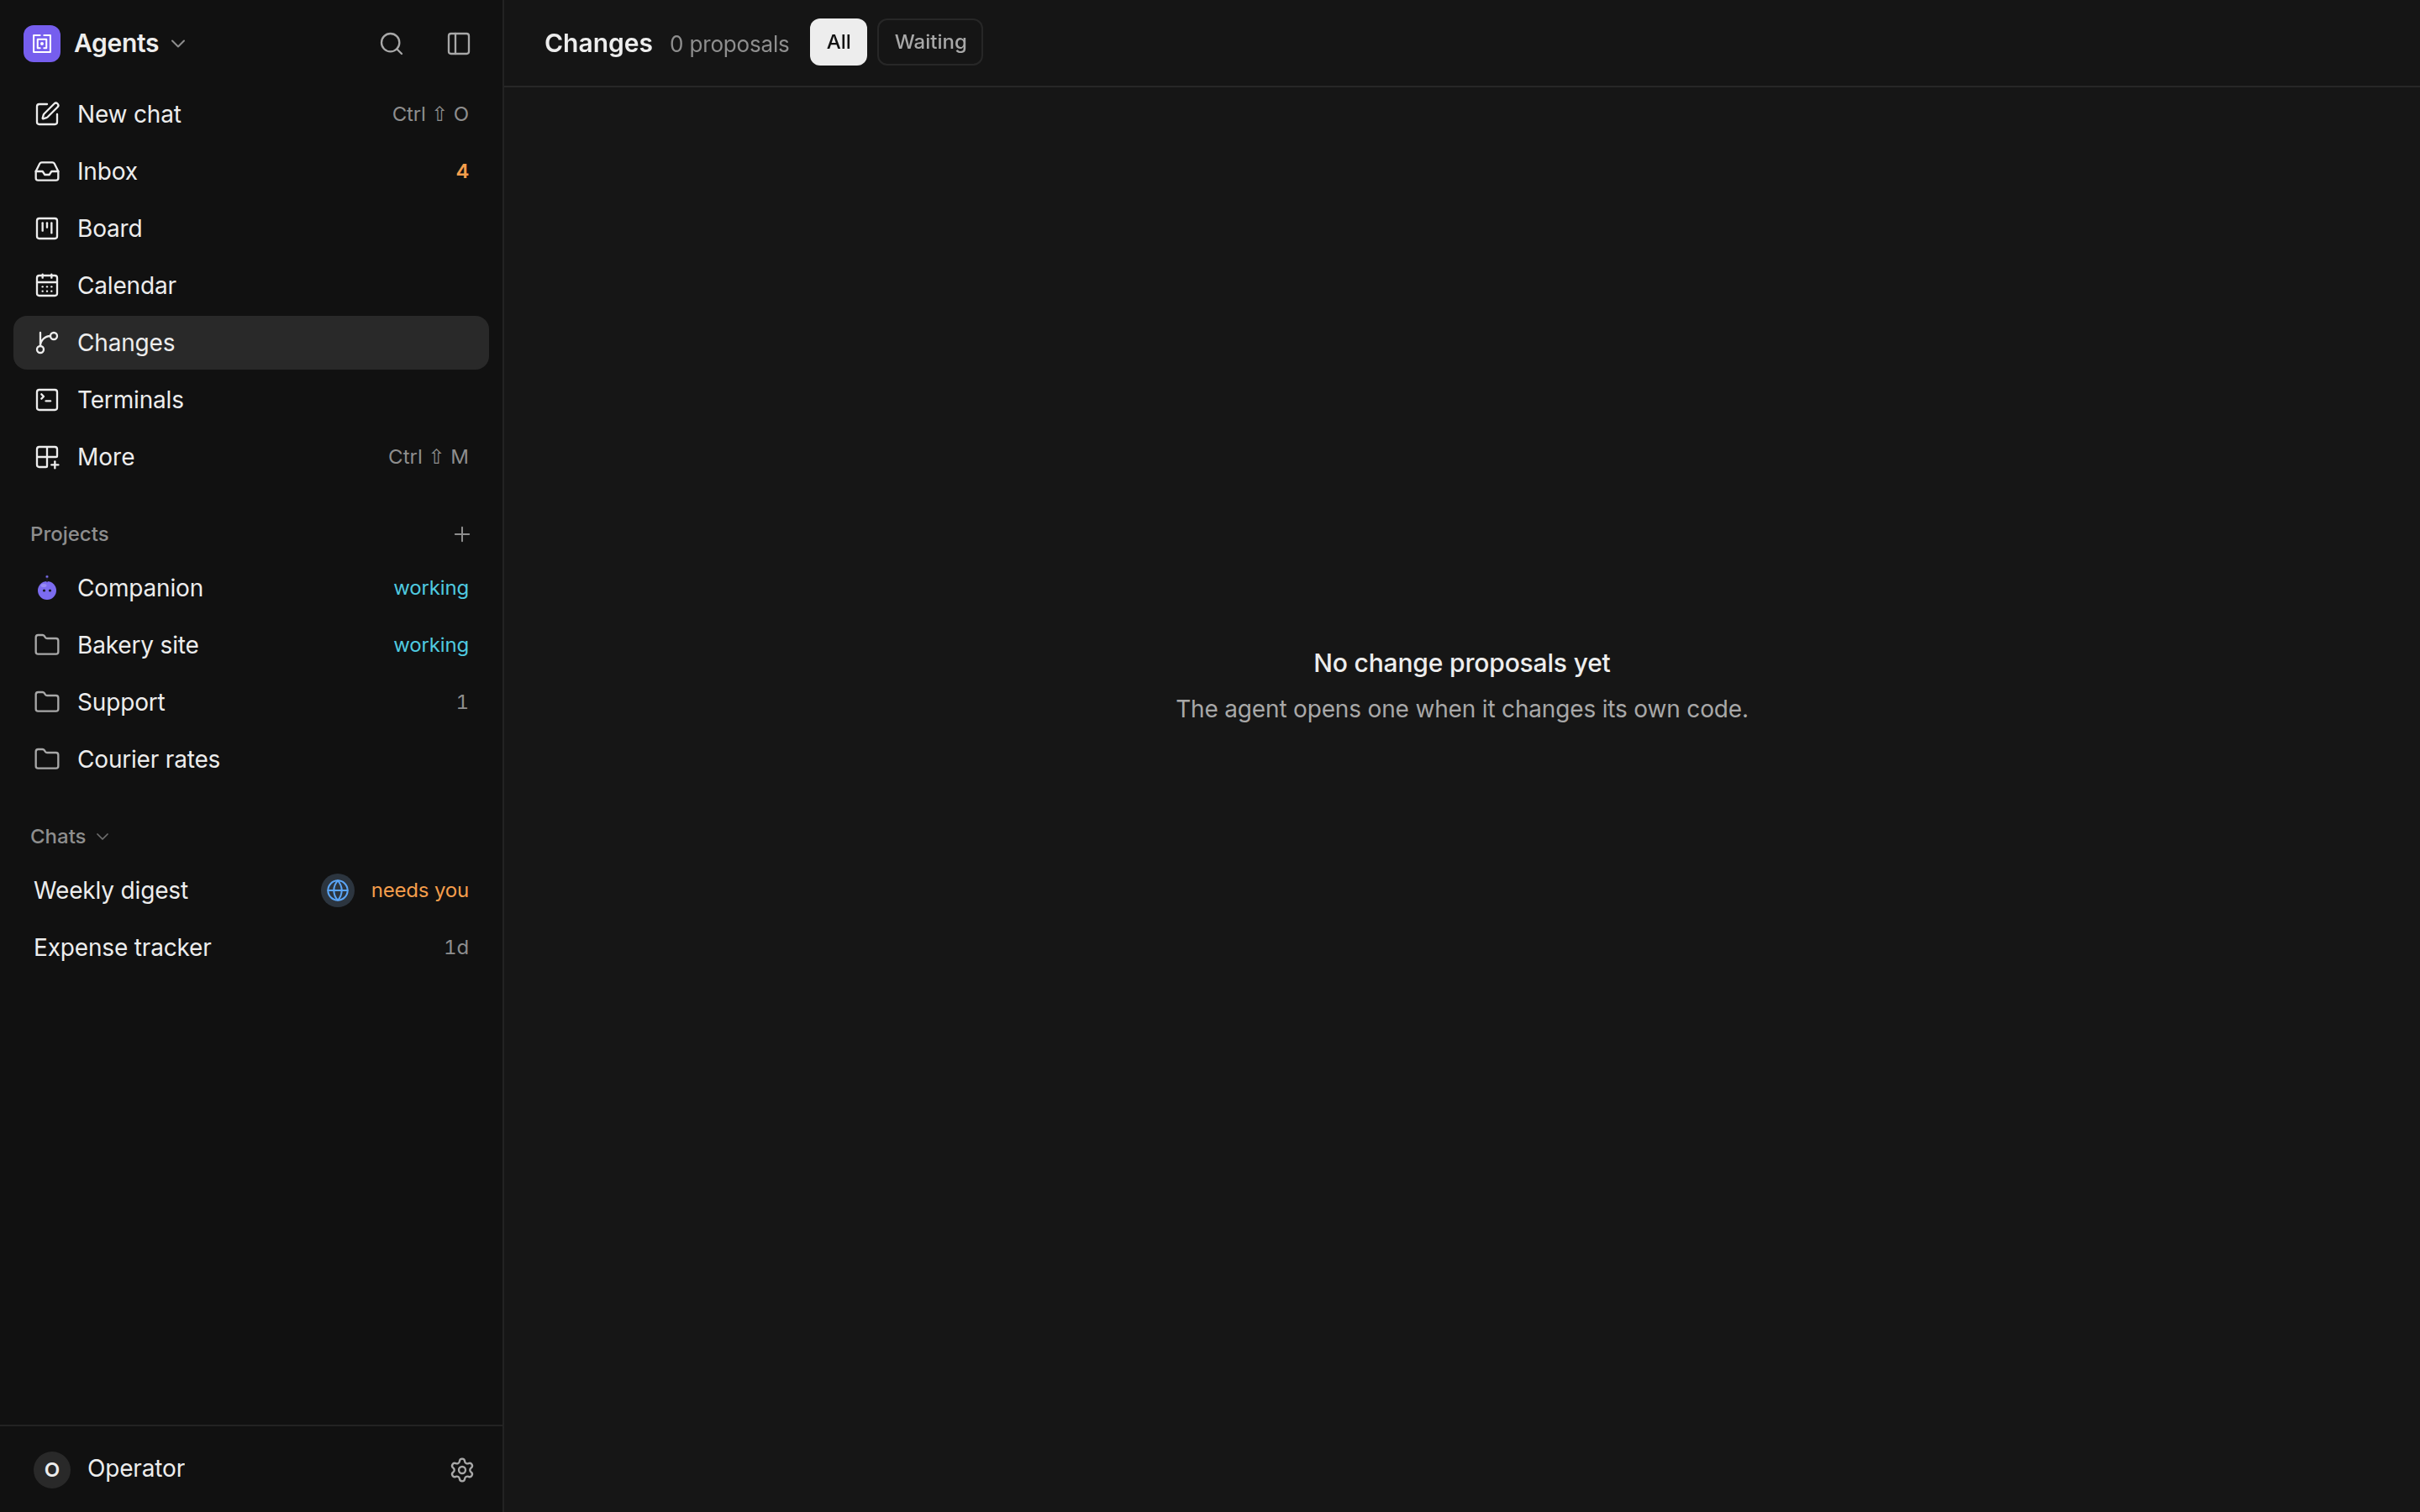 Agents
New chat Ctrl ⇧ O
Inbox 4
Board
Calendar
Changes
Terminals
More Ctrl ⇧ M
Projects
Companion working
Bakery site working
Support 1
Courier rates
Chats
Weekly digest needs you
Expense tracker 1d
O Operator
Changes 0 proposals All Waiting
No change proposals yet
The agent opens one when it changes its own code.